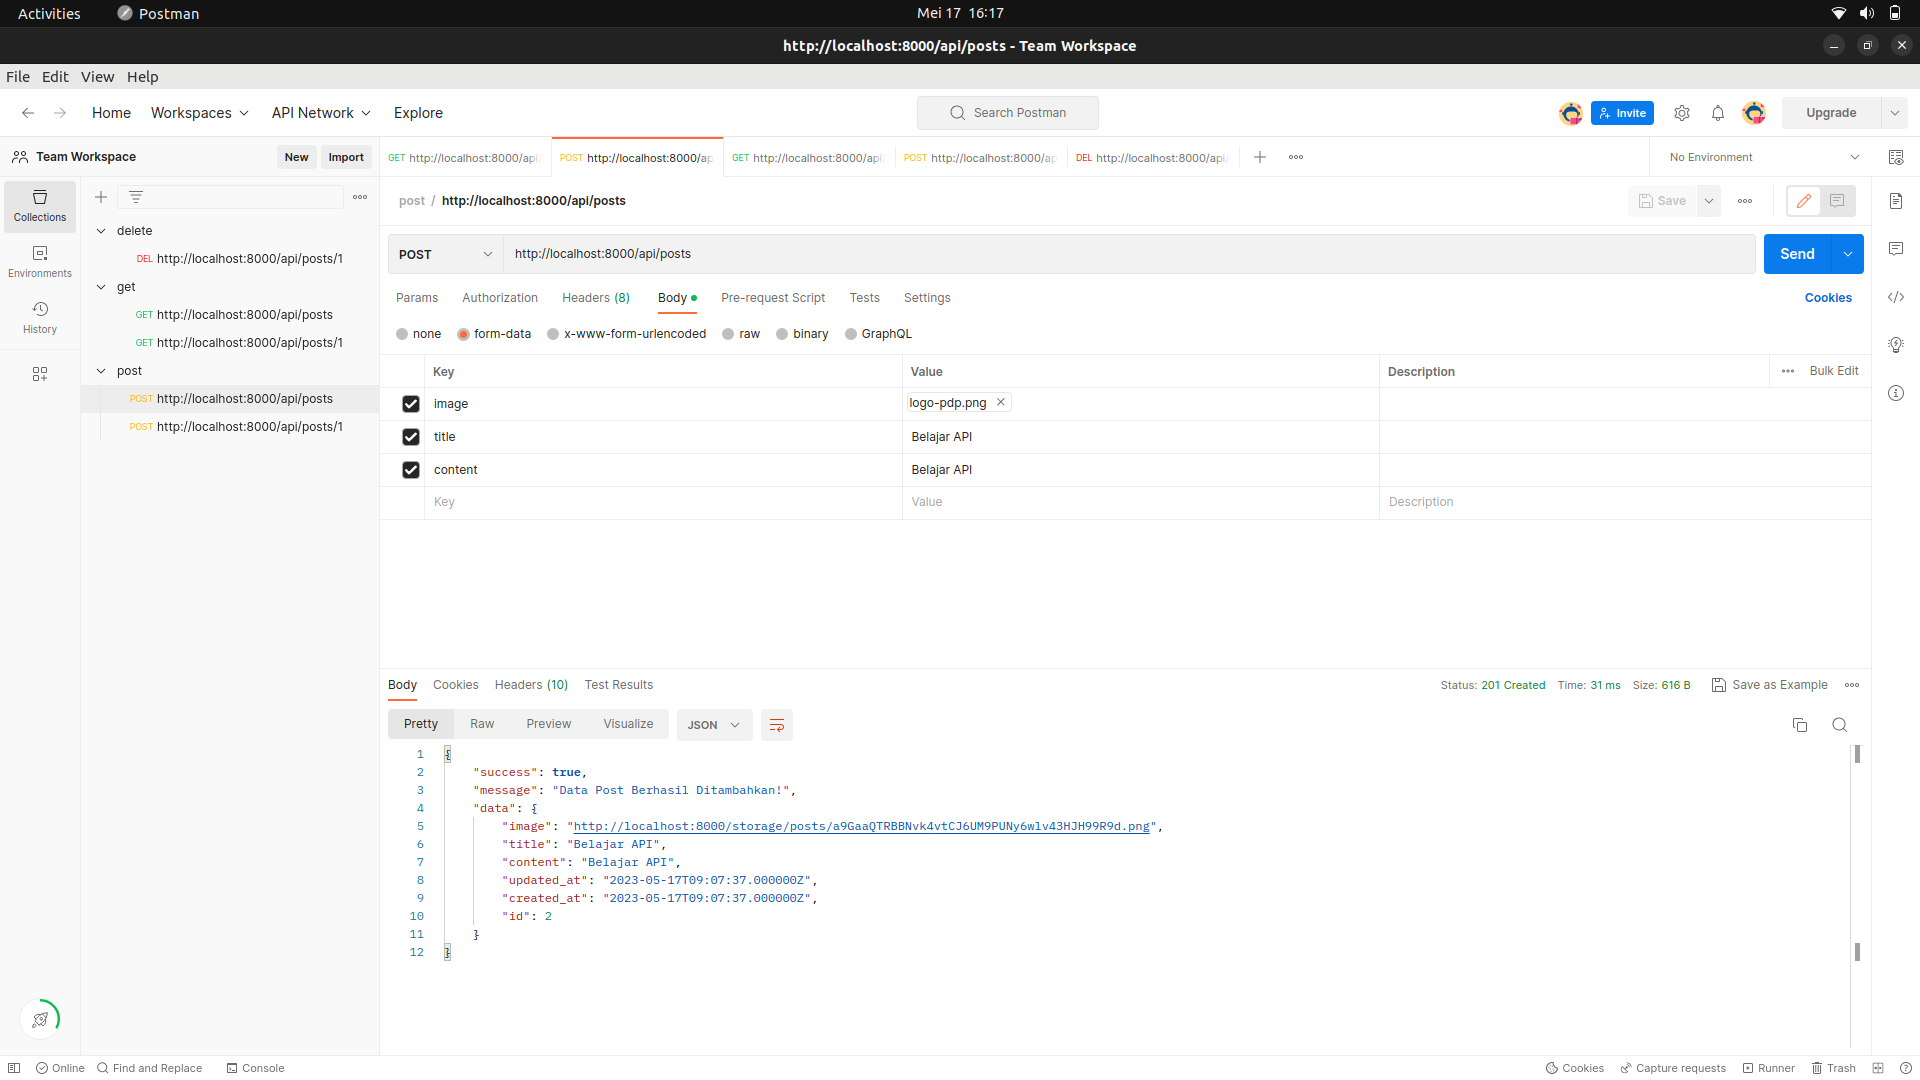 Activities Postman Mei 17 16:17
http://localhost:8000/api/posts - Team Workspace
File Edit View Help
Home Workspaces API Network Explore Search Postman Invite Upgrade
Team Workspace New Import
GET http://localhost:8000/api/ POST http://localhost:8000/ap GET http://localhost:8000/api/ POST http://localhost:8000/ap DEL http://localhost:8000/api/ No Environment
Collections
Environments
History
delete
DEL http://localhost:8000/api/posts/1
get
GET http://localhost:8000/api/posts
GET http://localhost:8000/api/posts/1
post
POST http://localhost:8000/api/posts
POST http://localhost:8000/api/posts/1
post / http://localhost:8000/api/posts Save
POST http://localhost:8000/api/posts Send
Params Authorization Headers (8) Body Pre-request Script Tests Settings Cookies
none form-data x-www-form-urlencoded raw binary GraphQL
Key Value Description Bulk Edit
image logo-pdp.png
title Belajar API
content Belajar API
Key Value Description
Body Cookies Headers (10) Test Results Status: 201 Created Time: 31 ms Size: 616 B Save as Example
Pretty Raw Preview Visualize JSON
1 {
2 "success": true,
3 "message": "Data Post Berhasil Ditambahkan!",
4 "data": {
5 "image": "http://localhost:8000/storage/posts/a9GaaQTRBBNvk4vtCJ6UM9PUNy6wlv43HJH99R9d.png",
6 "title": "Belajar API",
7 "content": "Belajar API",
8 "updated_at": "2023-05-17T09:07:37.000000Z",
9 "created_at": "2023-05-17T09:07:37.000000Z",
10 "id": 2
11 }
12 }
Online Find and Replace Console Cookies Capture requests Runner Trash